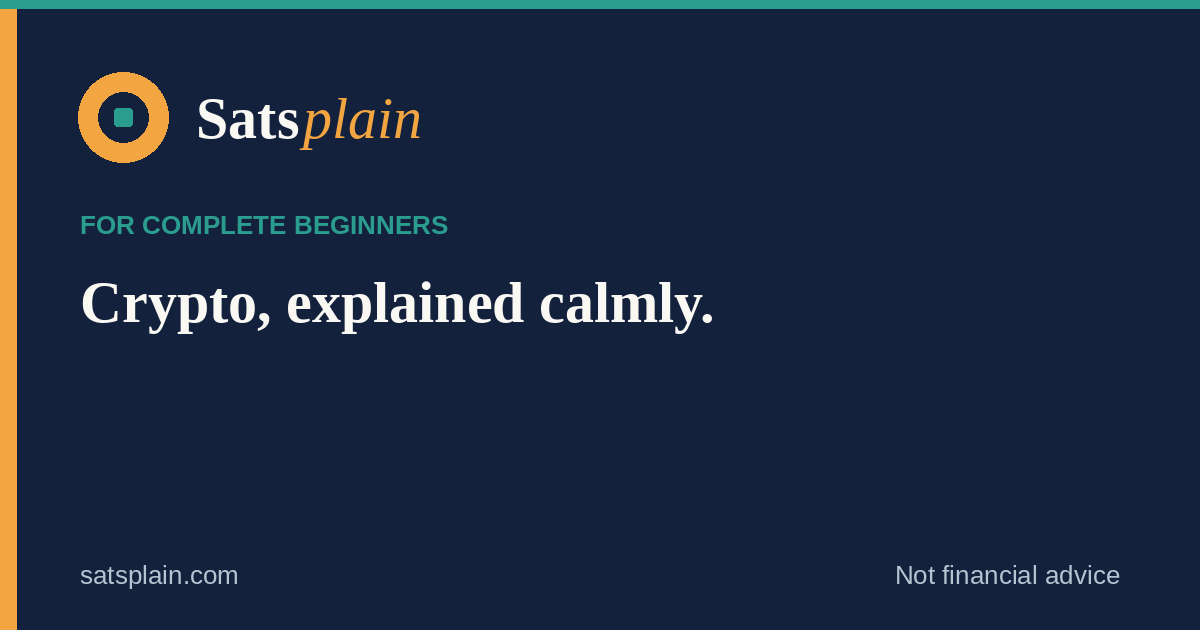 Satsplain
FOR COMPLETE BEGINNERS
Crypto, explained calmly.
satsplain.com
Not financial advice